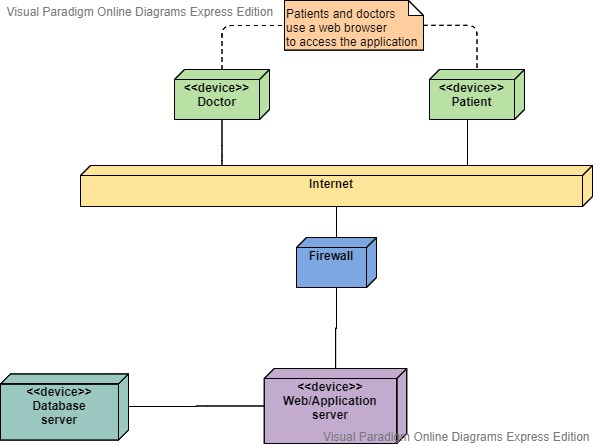 Visual Paradigm Online Diagrams Express Edition
Patients and doctors
use a web browser
to access the application
<<device>>
Doctor
<<device>>
Patient
Internet
Firewall
<<device>>
Database
server
<<device>>
Web/Application
server
Visual Paradigm Online Diagrams Express Edition